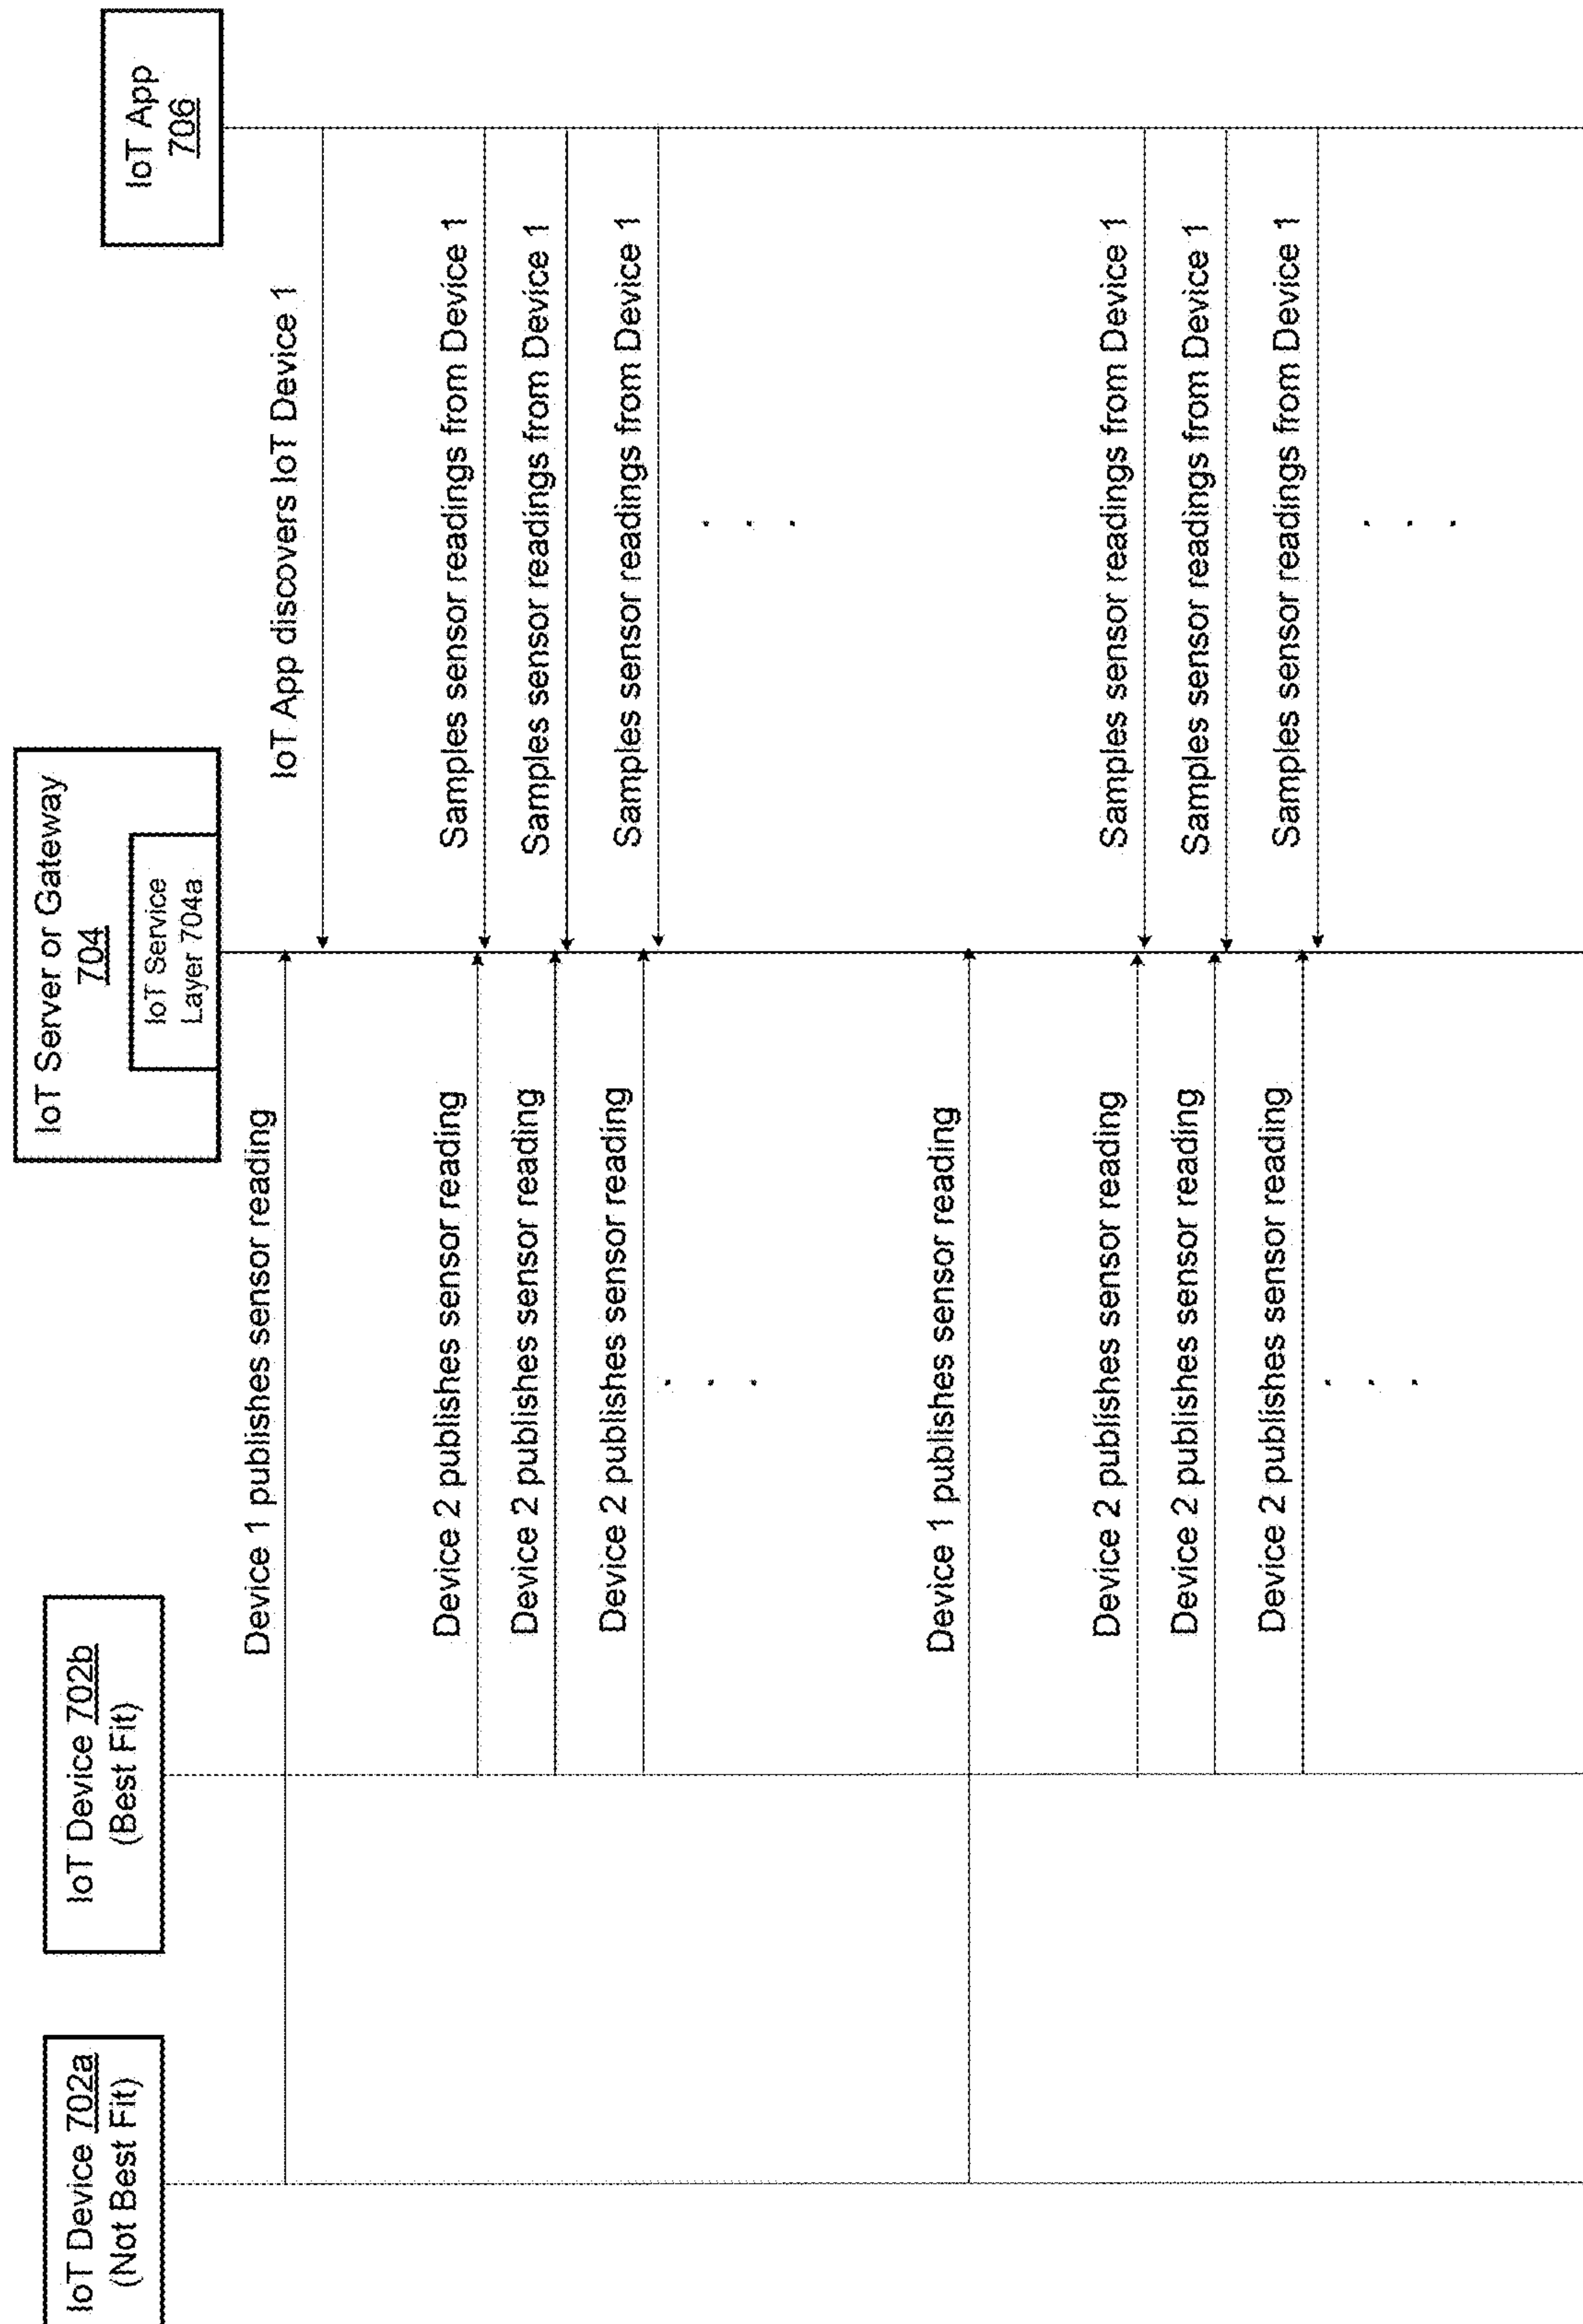 IoT Device 702a
(Not Best Fit)
IoT Device 702b
(Best Fit)
IoT Server or Gateway
704
IoT Service
Layer 704a
IoT App
706
Device 1 publishes sensor reading
IoT App discovers IoT Device 1
Device 2 publishes sensor reading
Samples sensor readings from Device 1
Device 2 publishes sensor reading
Samples sensor readings from Device 1
Device 2 publishes sensor reading
Samples sensor readings from Device 1
. . .
. . .
Device 1 publishes sensor reading
Device 2 publishes sensor reading
Samples sensor readings from Device 1
Device 2 publishes sensor reading
Samples sensor readings from Device 1
Device 2 publishes sensor reading
Samples sensor readings from Device 1
. . .
. . .